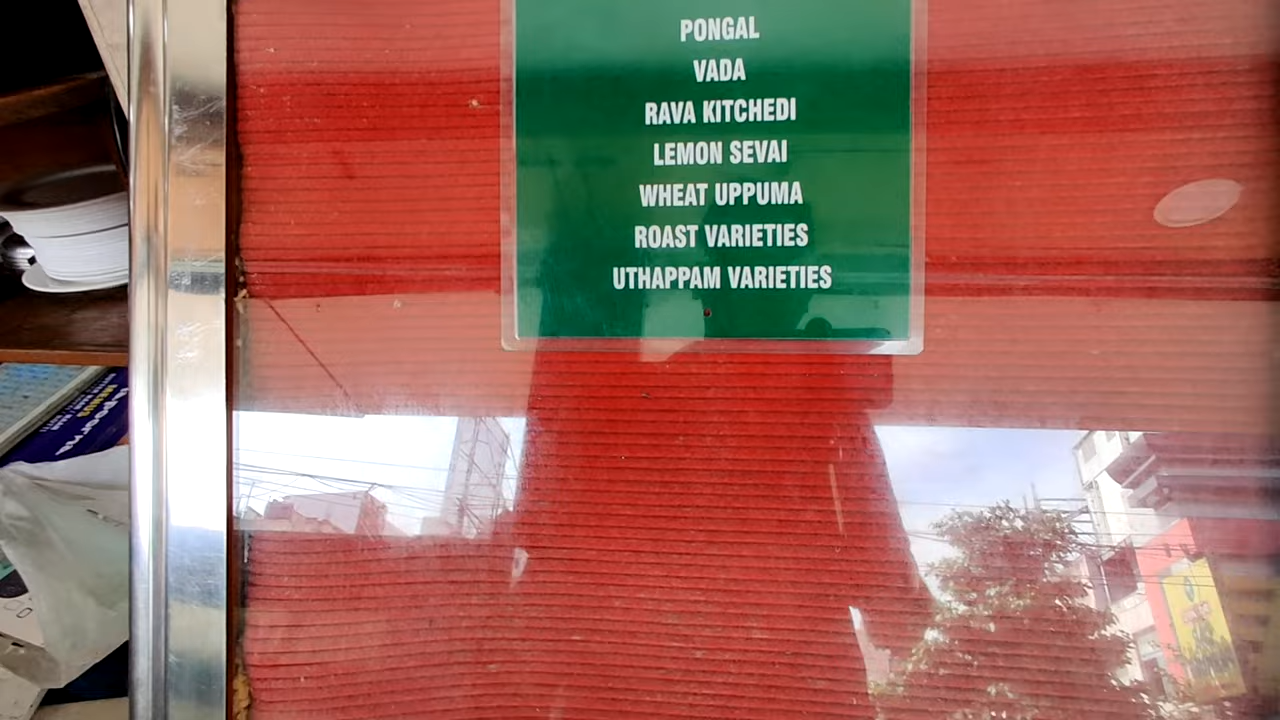 PONGAL
VADA
RAVA KITCHEDI
LEMON SEVAI
WHEAT UPPUMA
ROAST VARIETIES
UTHAPPAM VARIETIES